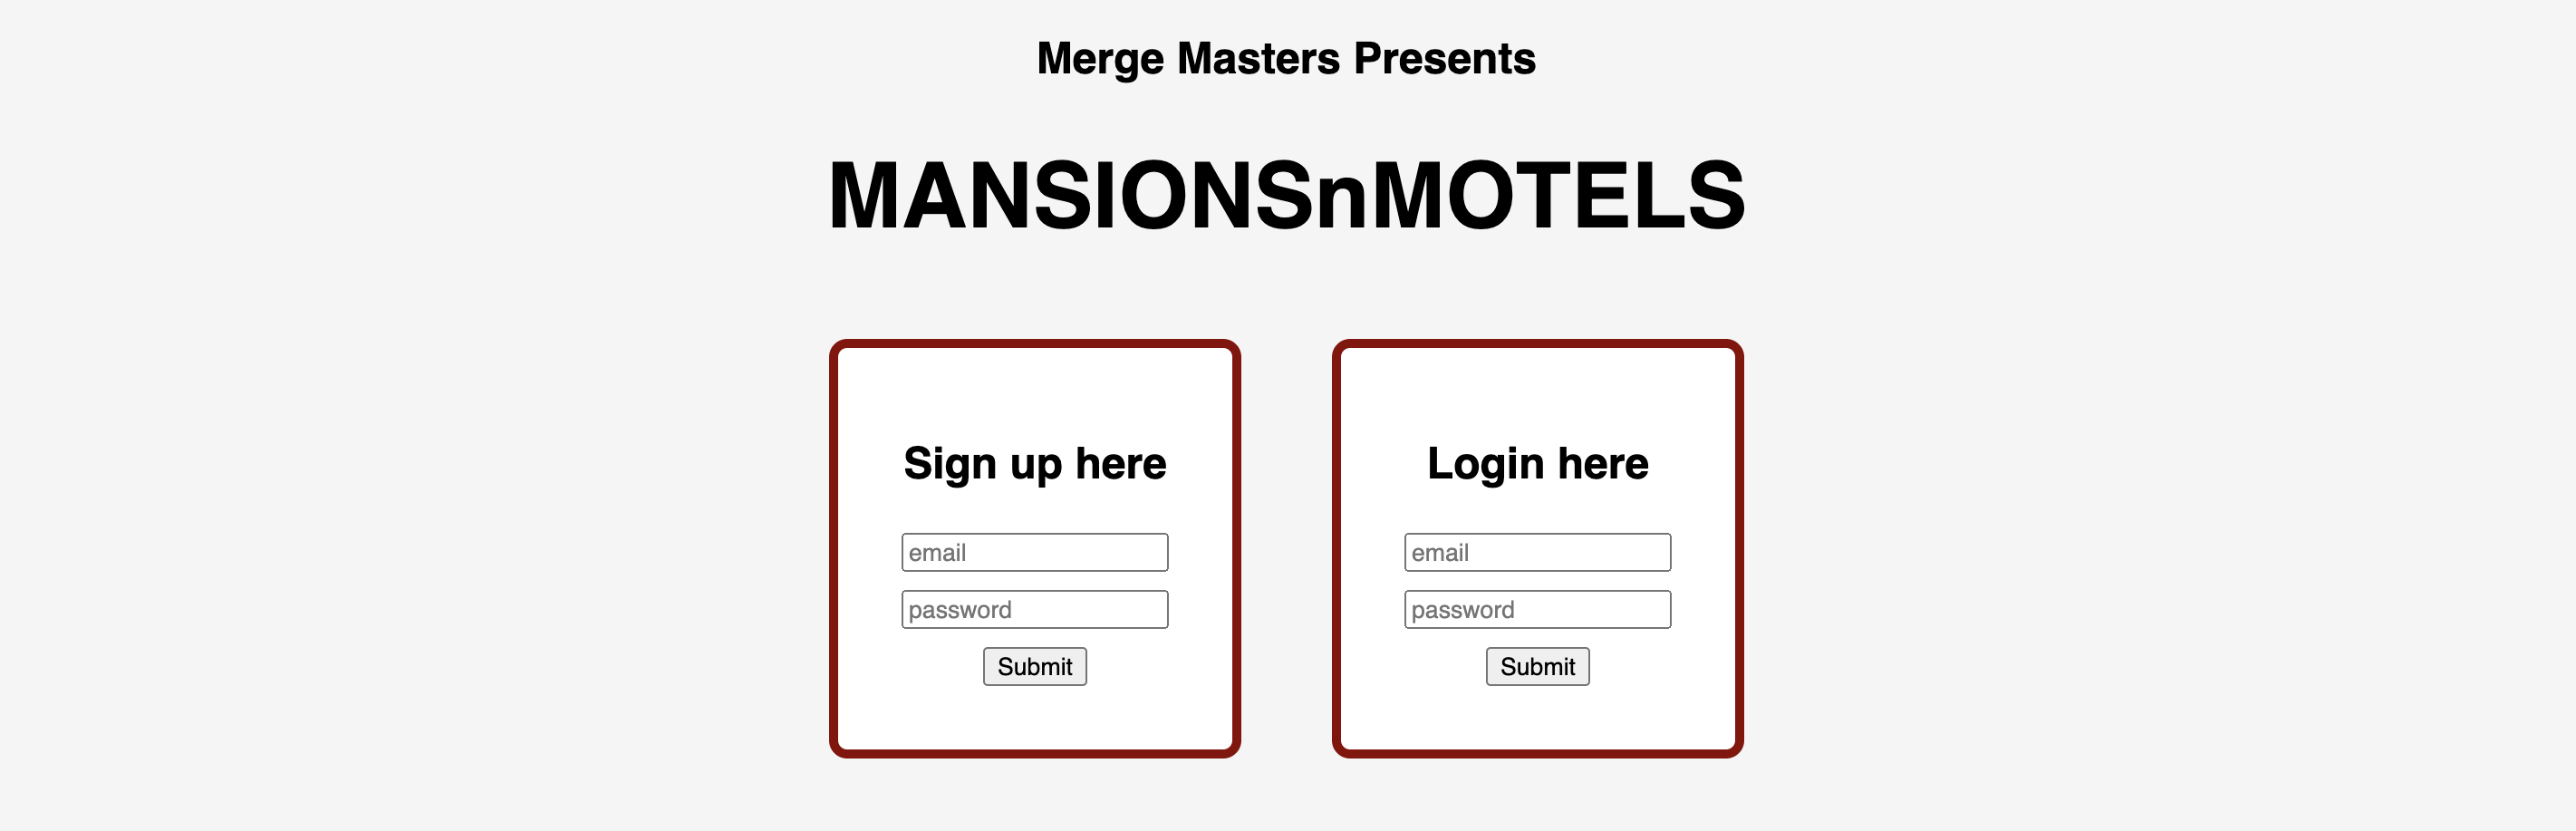 Merge Masters Presents
MANSIONSnMOTELS
Sign up here
email
password
Submit
Login here
email
password
Submit